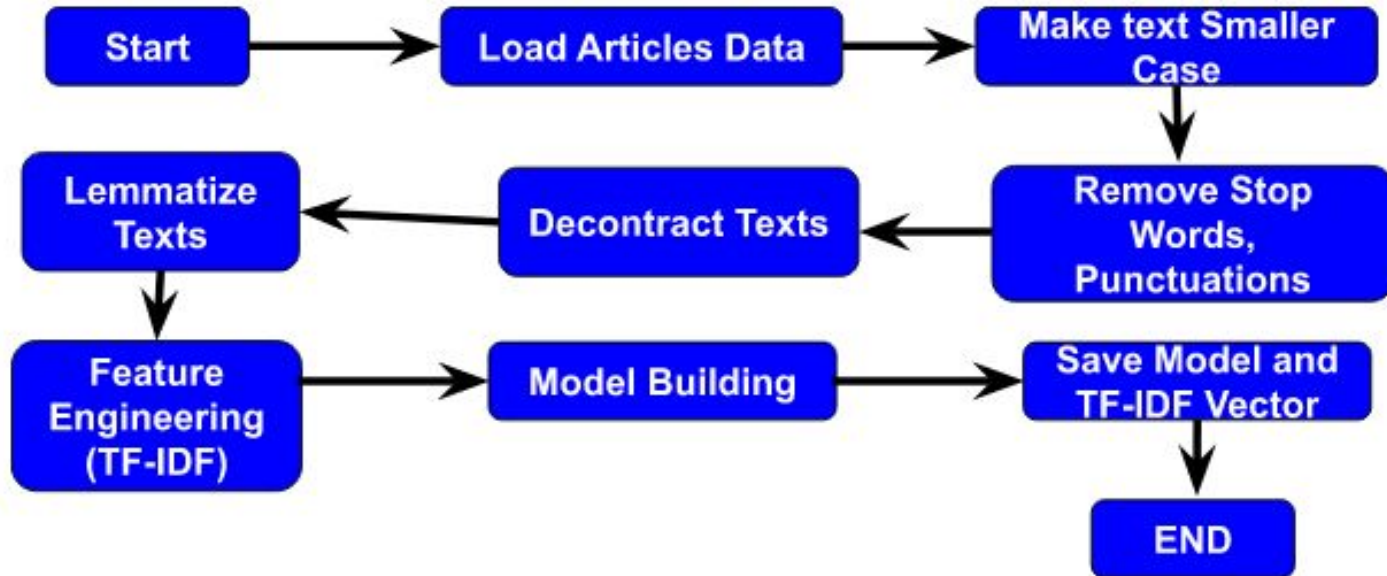 Start
Load Articles Data
Make text Smaller
Case
Remove Stop
Words,
Punctuations
Decontract Texts
Lemmatize
Texts
Feature
Engineering
(TF-IDF)
Model Building
Save Model and
TF-IDF Vector
END